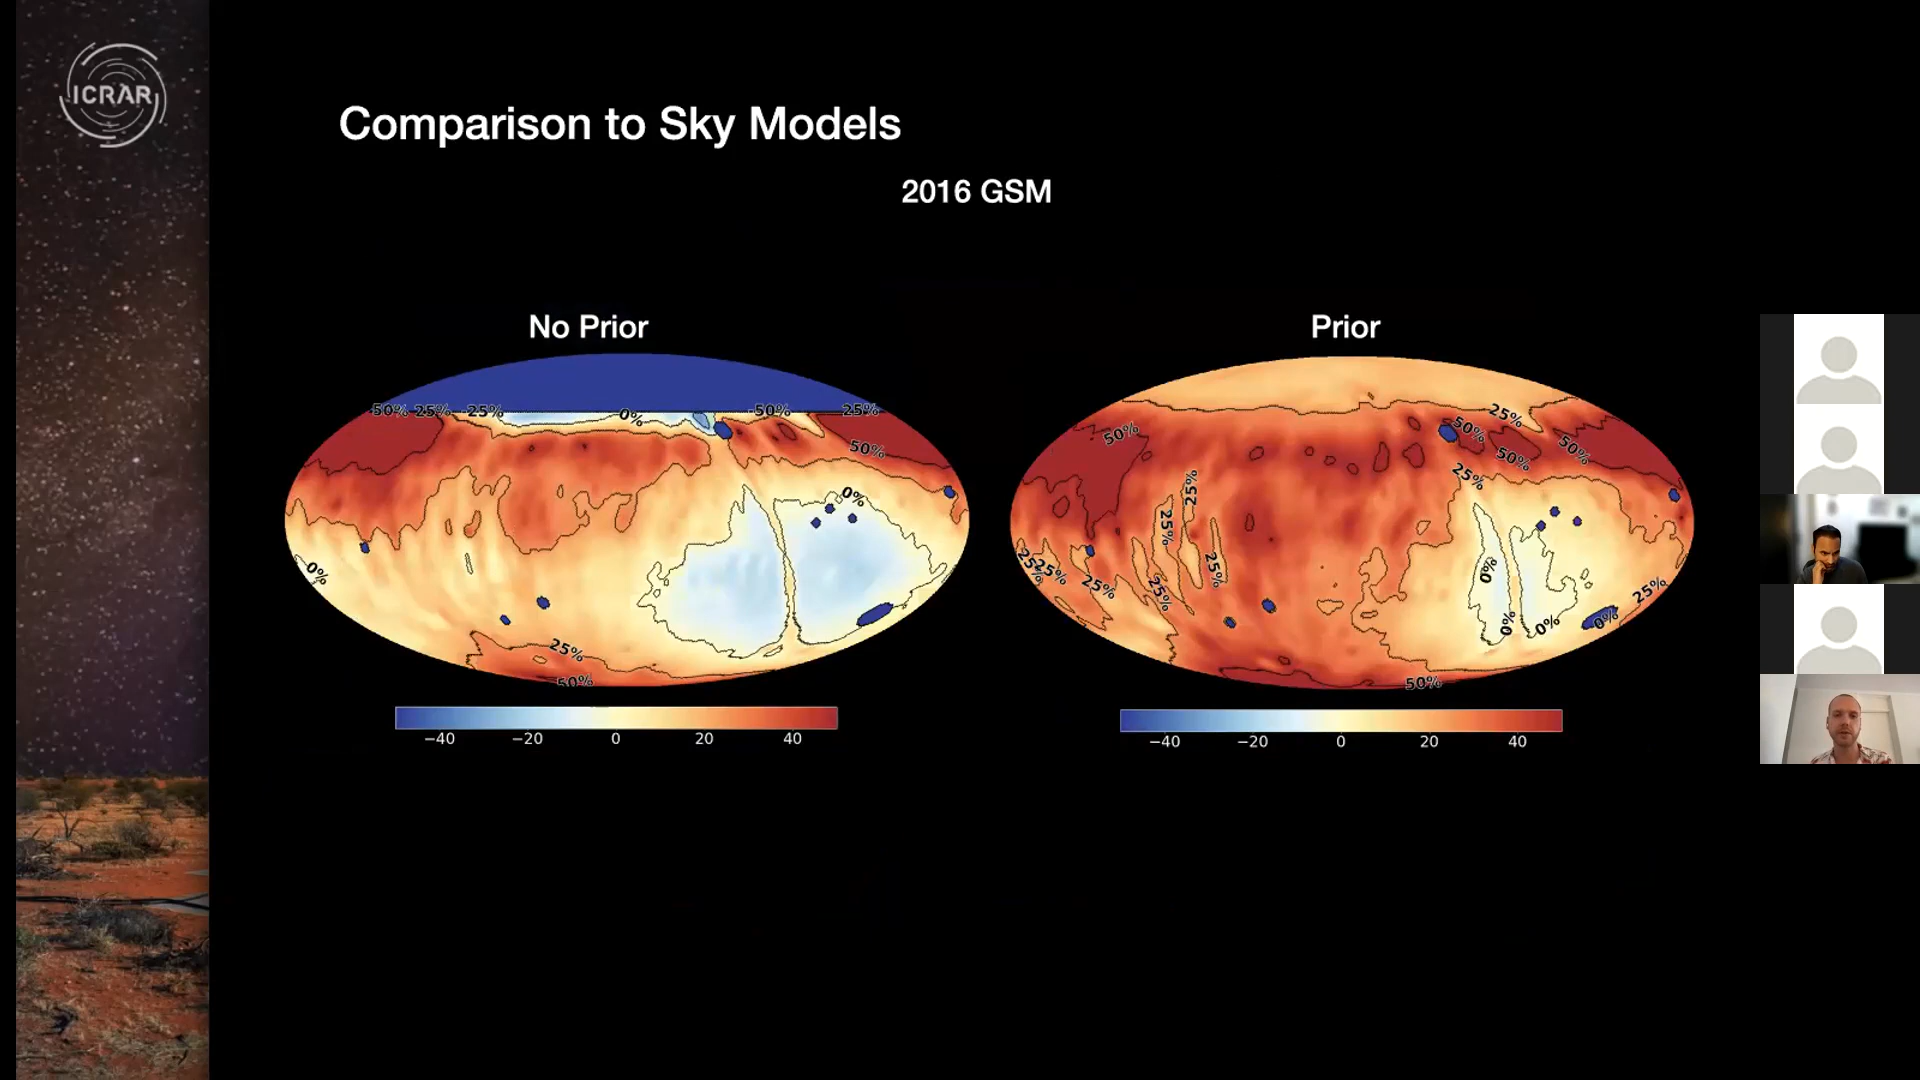 ICRAR
Comparison to Sky Models
2016 GSM
No Prior
Prior
-50% 25% -25% 0% -50% 25%
50%
0%
0%
25%
50%
−40 −20 0 20 40
25%
50% 50% 50%
50%
25%
25%
25%
25%
25% 25% 25% 25%
0%
25%
0% 0% 0%
50%
−40 −20 0 20 40